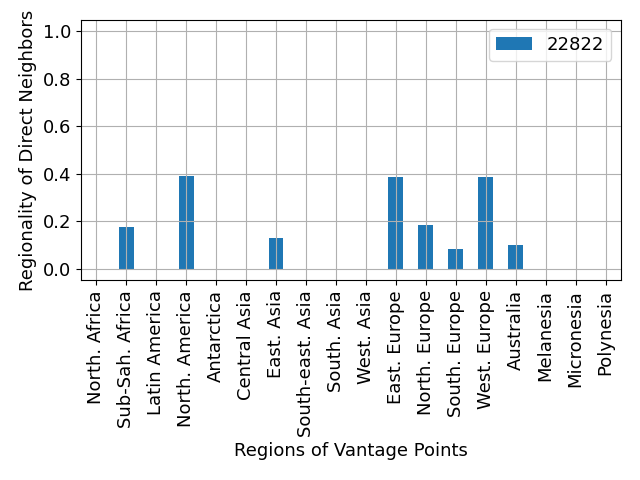 Regionality of Direct Neighbors
1.0
0.8
0.6
0.4
0.2
0.0
22822
North. Africa
Sub-Sah. Africa
Latin America
North. America
Antarctica
Central Asia
East. Asia
South-east. Asia
South. Asia
West. Asia
East. Europe
North. Europe
South. Europe
West. Europe
Australia
Melanesia
Micronesia
Polynesia
Regions of Vantage Points